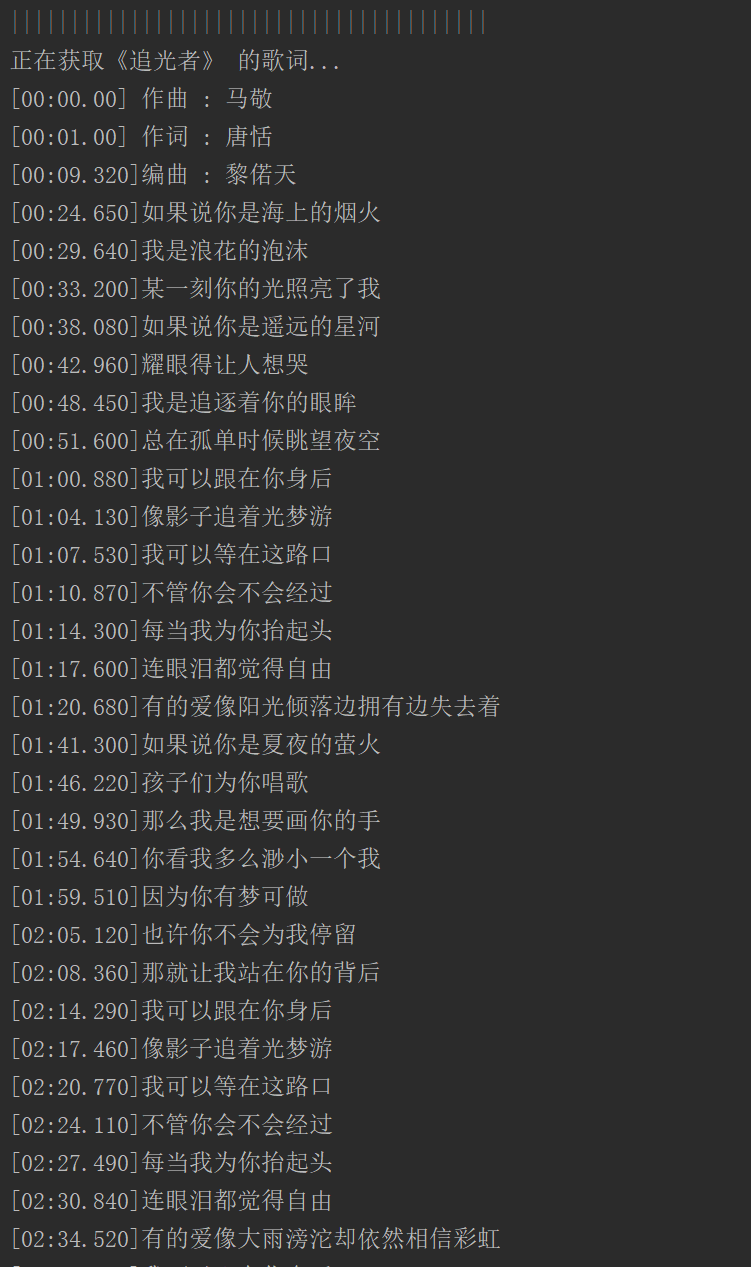 ||||||||||||||||||||||||||||||||||||||||
正在获取《追光者》 的歌词...
[00:00.00] 作曲 : 马敬
[00:01.00] 作词 : 唐恬
[00:09.320]编曲 : 黎偌天
[00:24.650]如果说你是海上的烟火
[00:29.640]我是浪花的泡沫
[00:33.200]某一刻你的光照亮了我
[00:38.080]如果说你是遥远的星河
[00:42.960]耀眼得让人想哭
[00:48.450]我是追逐着你的眼眸
[00:51.600]总在孤单时候眺望夜空
[01:00.880]我可以跟在你身后
[01:04.130]像影子追着光梦游
[01:07.530]我可以等在这路口
[01:10.870]不管你会不会经过
[01:14.300]每当我为你抬起头
[01:17.600]连眼泪都觉得自由
[01:20.680]有的爱像阳光倾落边拥有边失去着
[01:41.300]如果说你是夏夜的萤火
[01:46.220]孩子们为你唱歌
[01:49.930]那么我是想要画你的手
[01:54.640]你看我多么渺小一个我
[01:59.510]因为你有梦可做
[02:05.120]也许你不会为我停留
[02:08.360]那就让我站在你的背后
[02:14.290]我可以跟在你身后
[02:17.460]像影子追着光梦游
[02:20.770]我可以等在这路口
[02:24.110]不管你会不会经过
[02:27.490]每当我为你抬起头
[02:30.840]连眼泪都觉得自由
[02:34.520]有的爱像大雨滂沱却依然相信彩虹